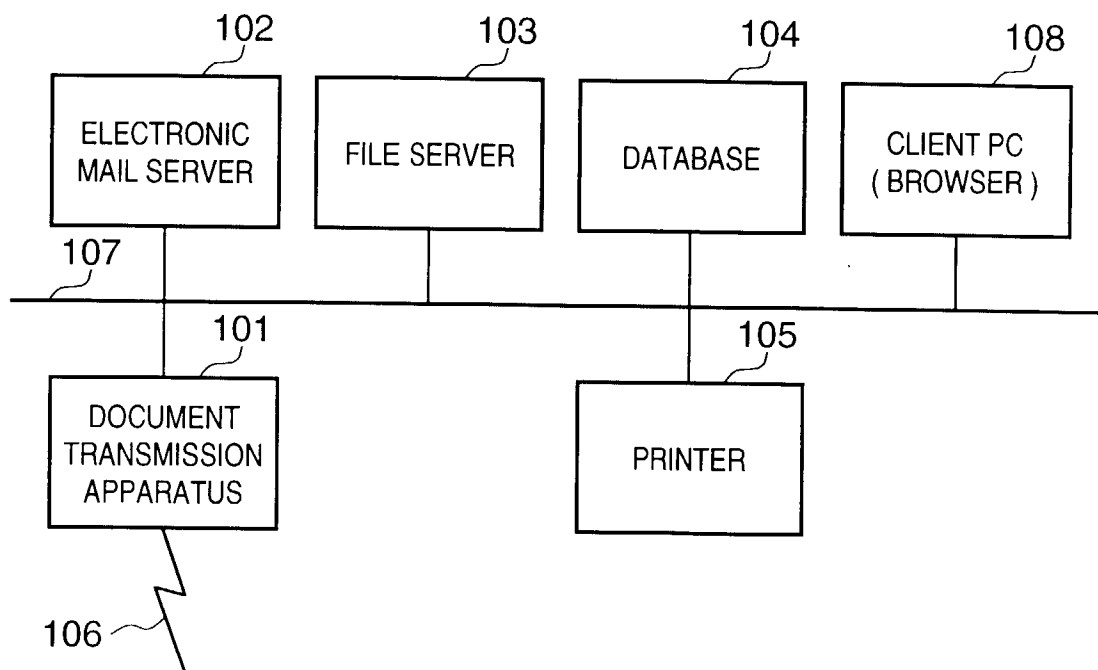 102
103
104
108
ELECTRONIC
MAIL SERVER
FILE SERVER
DATABASE
CLIENT PC
( BROWSER )
107
101
105
DOCUMENT
TRANSMISSION
APPARATUS
PRINTER
106